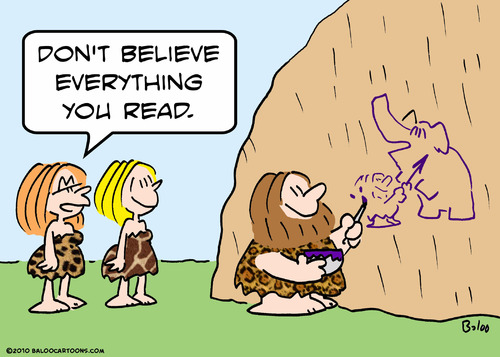 DON'T BELIEVE
EVERYTHING
YOU READ.
Baloo
©2010 BALOOCARTOONS.COM